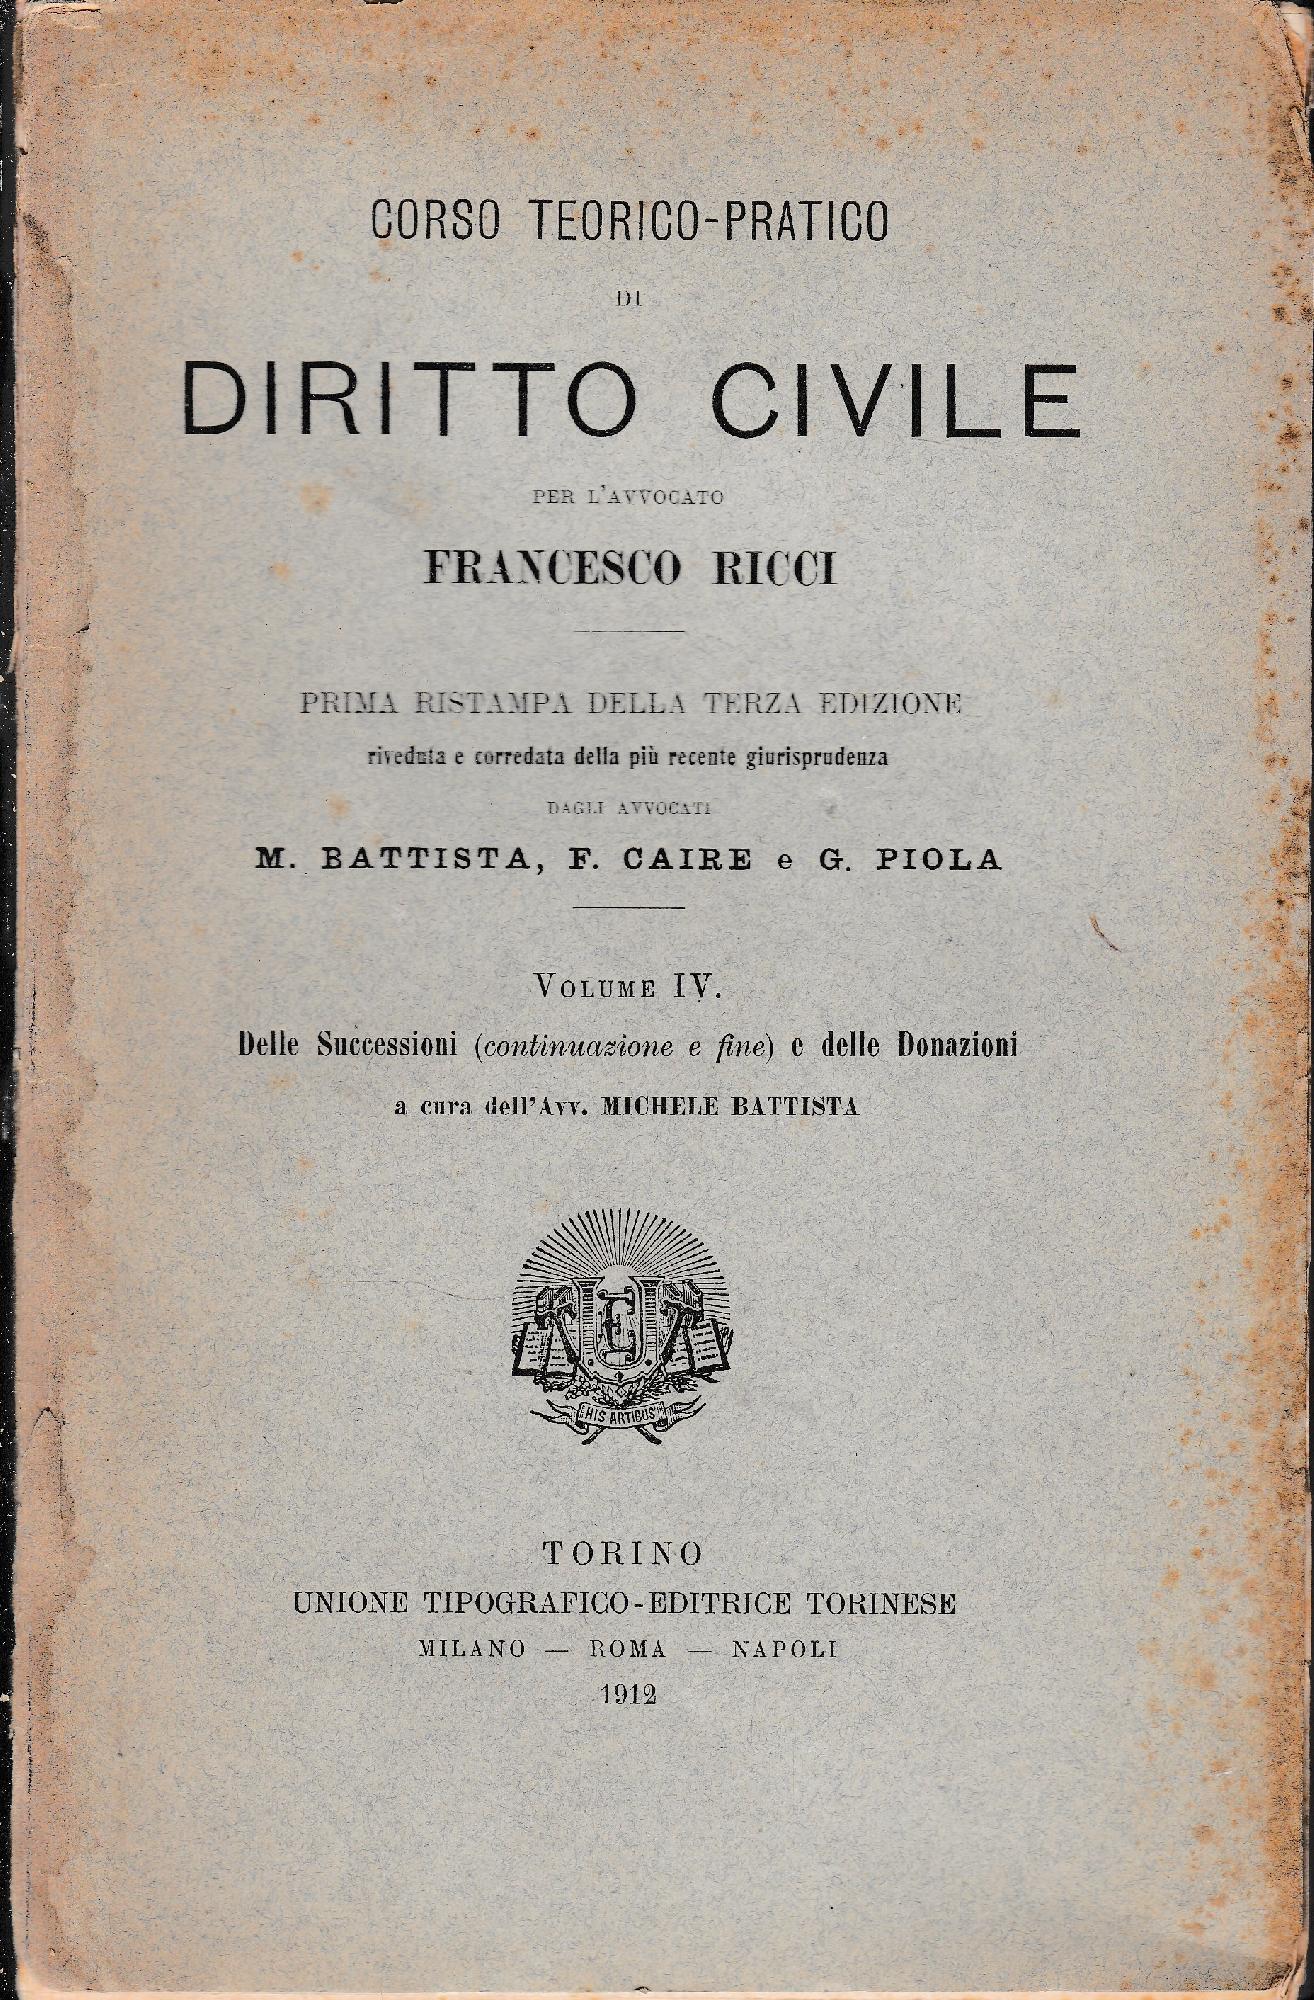 CORSO TEORICO-PRATICO
DI
DIRITTO CIVILE
PER L'AVVOCATO
FRANCESCO RICCI
PRIMA RISTAMPA DELLA TERZA EDIZIONE
riveduta e corredata della più recente giurisprudenza
DAGLI AVVOCATI
M. BATTISTA, F. CAIRE e G. PIOLA
VOLUME IV.
Delle Successioni (continuazione e fine) e delle Donazioni
a cura dell'Avv. MICHELE BATTISTA
UTE
HIS ARTIBUS
TORINO
UNIONE TIPOGRAFICO-EDITRICE TORINESE
MILANO — ROMA — NAPOLI
1912